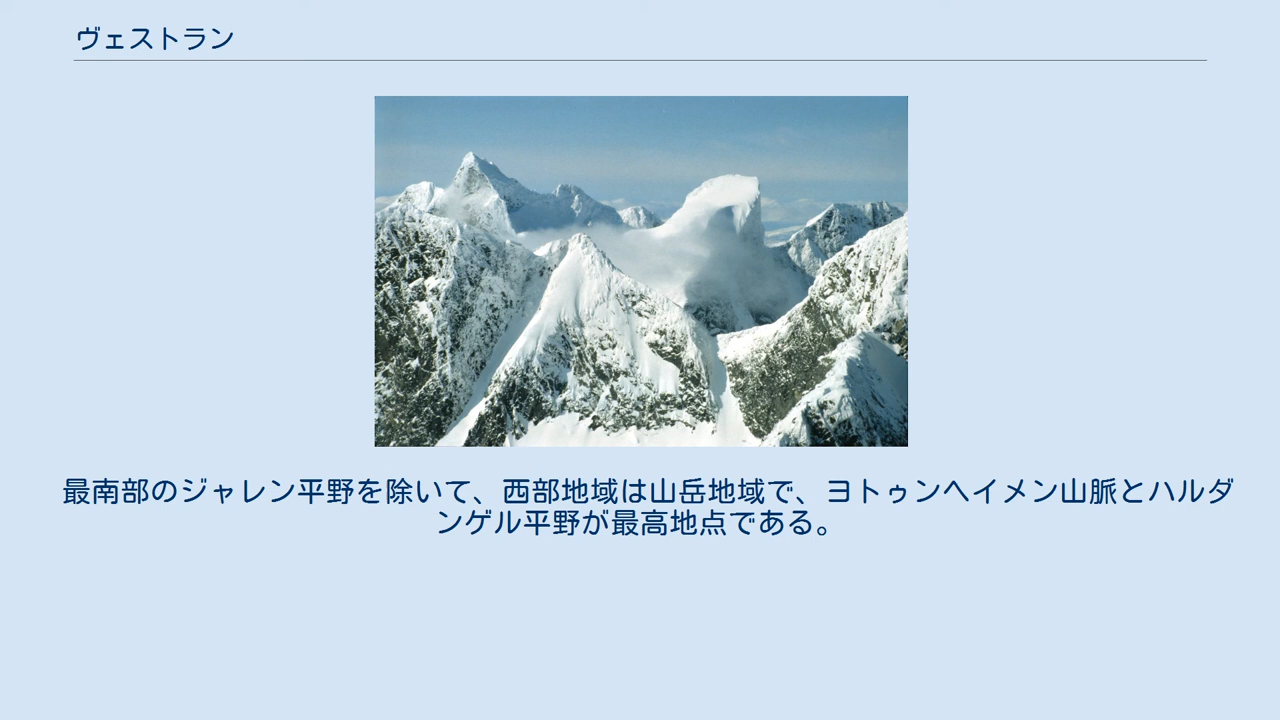 ヴェストラン
最南部のジャレン平野を除いて、西部地域は山岳地域で、ヨトゥンヘイメン山脈とハルダ
ンゲル平野が最高地点である。